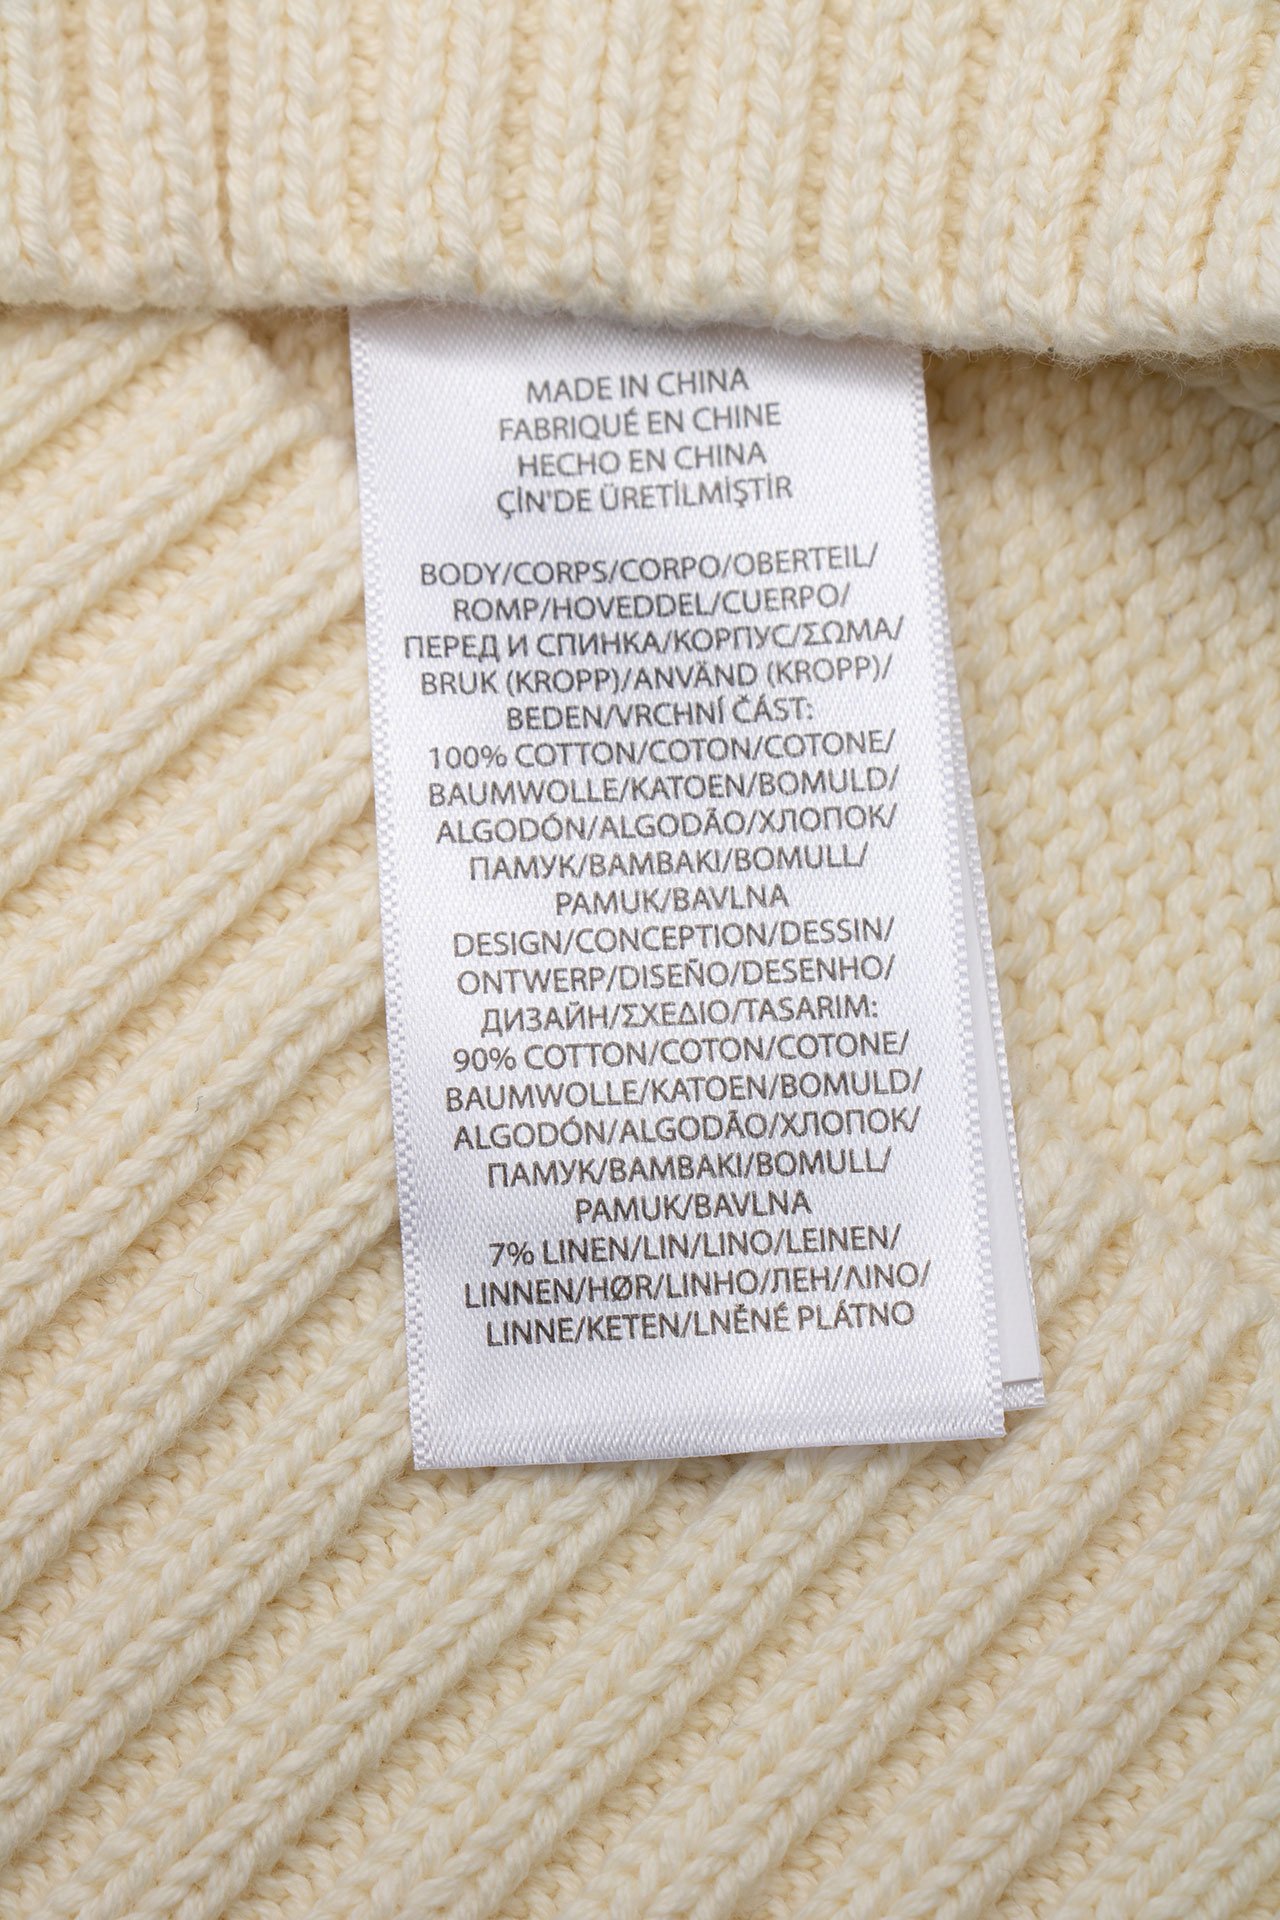 MADE IN CHINA
FABRIQUÉ EN CHINE
HECHO EN CHINA
ÇİN'DE ÜRETİLMİŞTİR
BODY/CORPS/CORPO/OBERTEIL/
ROMP/HOVEDDEL/CUERPO/
ПЕРЕД И СПИНКА/КОРПУС/ΣΩΜΑ/
BRUK (KROPP)/ANVÄND (KROPP)/
BEDEN/VRCHNÍ ČÁST:
100% COTTON/COTON/COTONE/
BAUMWOLLE/KATOEN/BOMULD/
ALGODÓN/ALGODÃO/ХЛОПОК/
ПАМУК/BAMBAKI/BOMULL/
PAMUK/BAVLNA
DESIGN/CONCEPTION/DESSIN/
ONTWERP/DISEÑO/DESENHO/
ДИЗАЙН/ΣΧΕΔΙΟ/TASARIM:
90% COTTON/COTON/COTONE/
BAUMWOLLE/KATOEN/BOMULD/
ALGODÓN/ALGODÃO/ХЛОПОК/
ПАМУК/BAMBAKI/BOMULL/
PAMUK/BAVLNA
7% LINEN/LIN/LINO/LEINEN/
LINNEN/HØR/LINHO/ЛЕН/ΛΙΝΟ/
LINNE/KETEN/LNĚNÉ PLÁTNO